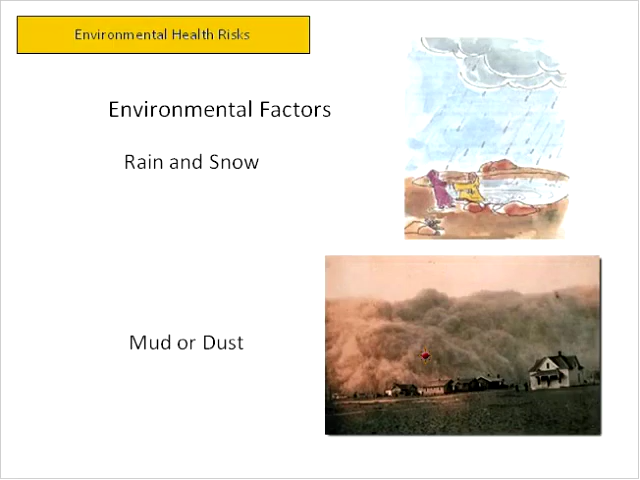 Environmental Health Risks
Environmental Factors
Rain and Snow
Mud or Dust